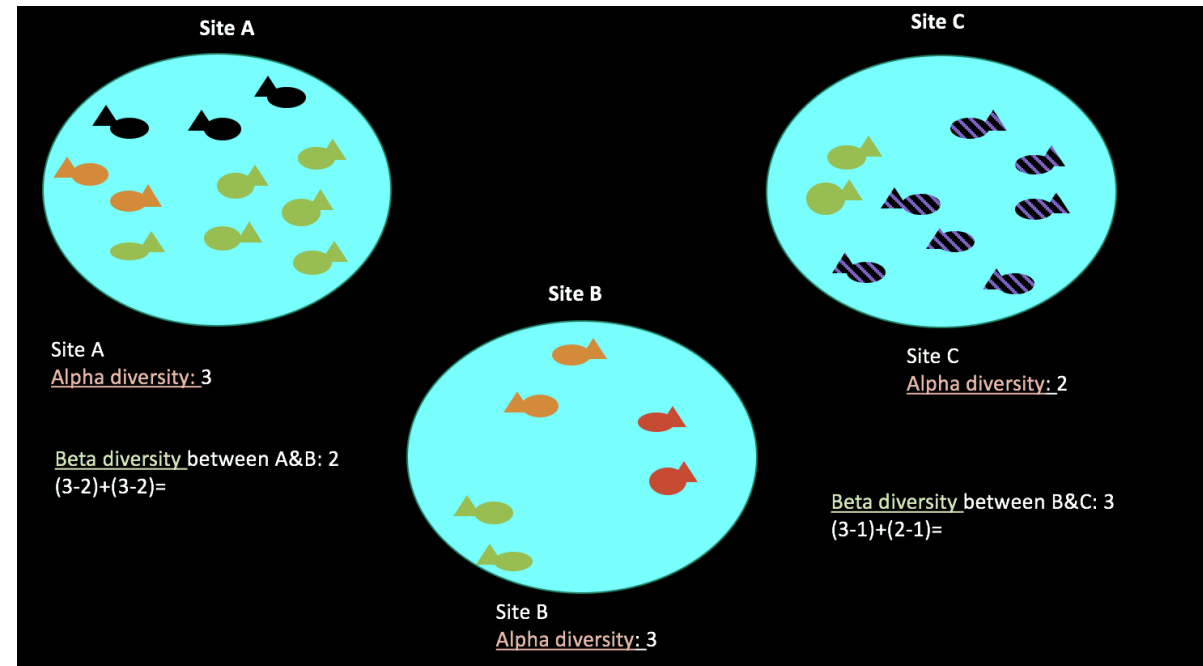 Site A
Site C
Site B
Site A
Alpha diversity: 3
Site C
Alpha diversity: 2
Beta diversity between A&B: 2
(3-2)+(3-2)=
Beta diversity between B&C: 3
(3-1)+(2-1)=
Site B
Alpha diversity: 3